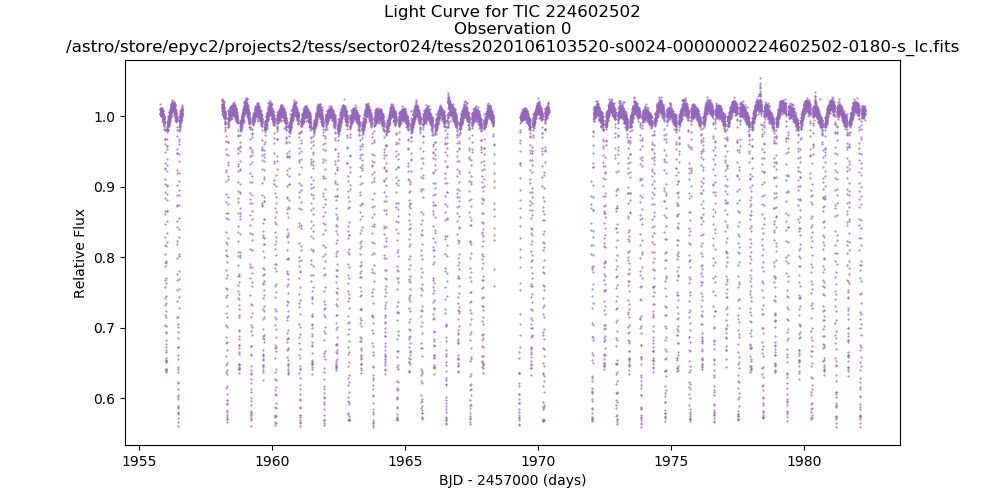 Light Curve for TIC 224602502
Observation 0
/astro/store/epyc2/projects2/tess/sector024/tess2020106103520-s0024-0000000224602502-0180-s_lc.fits
1.0
0.9
0.8
0.7
0.6
Relative Flux
1955
1960
1965
1970
1975
1980
BJD - 2457000 (days)